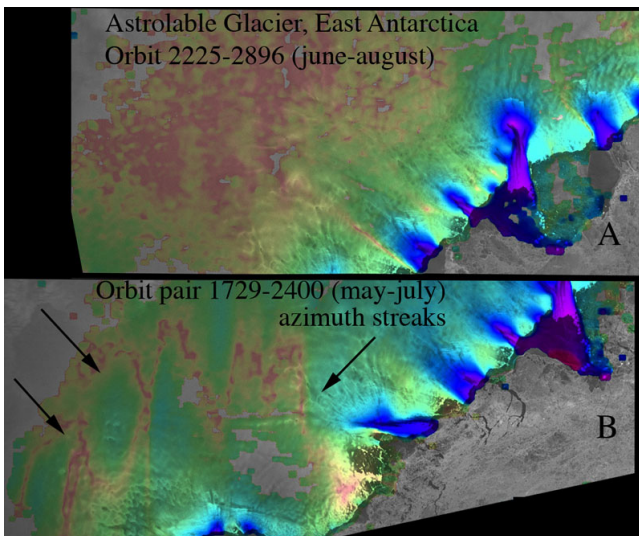 Astrolable Glacier, East Antarctica
Orbit 2225-2896 (june-august)
A
Orbit pair 1729-2400 (may-july)
azimuth streaks
B